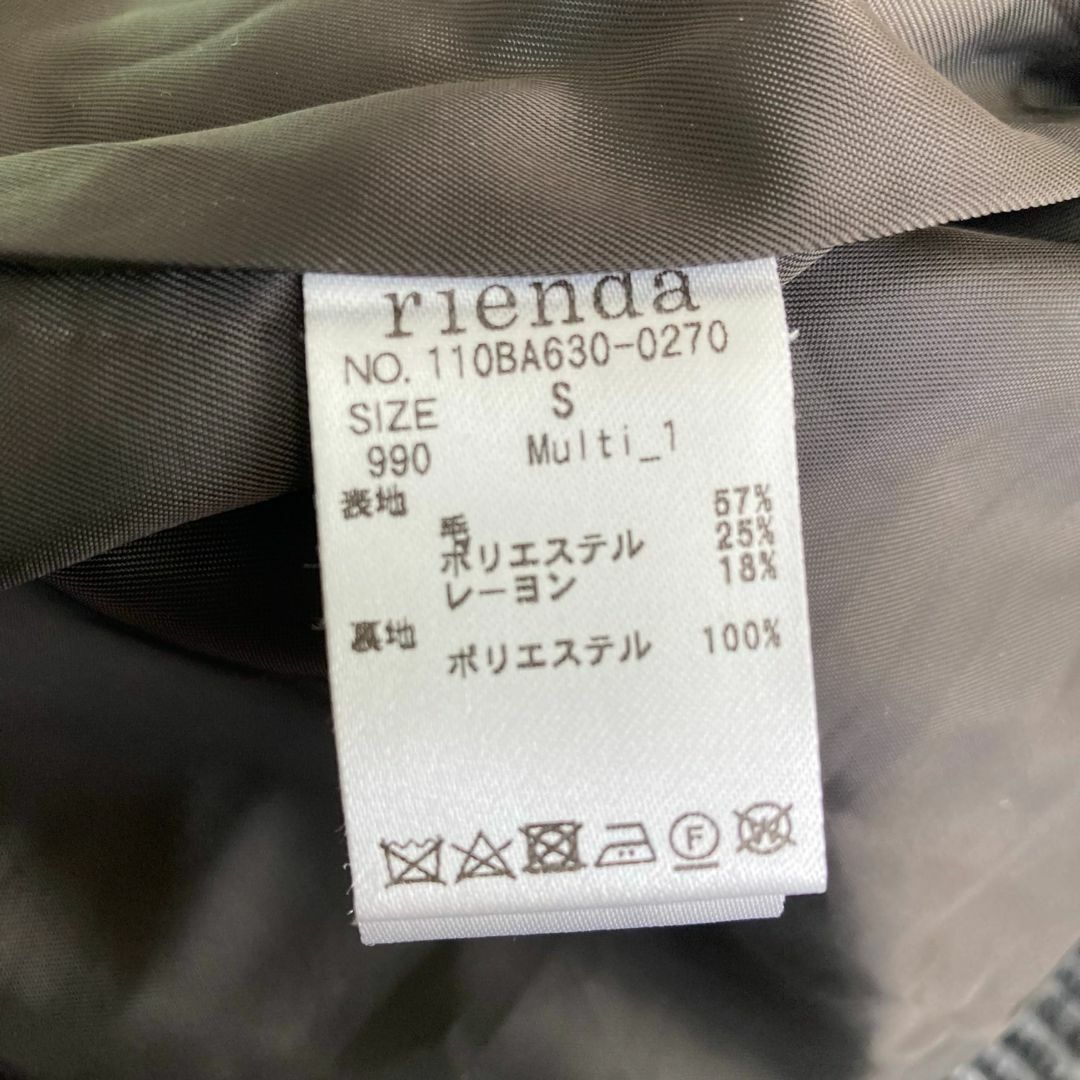 rienda
NO. 110BA630-0270
SIZE S
990 Multi_1
表地
毛 57%
ポリエステル 25%
レーヨン 18%
裏地
ポリエステル 100%
F
W